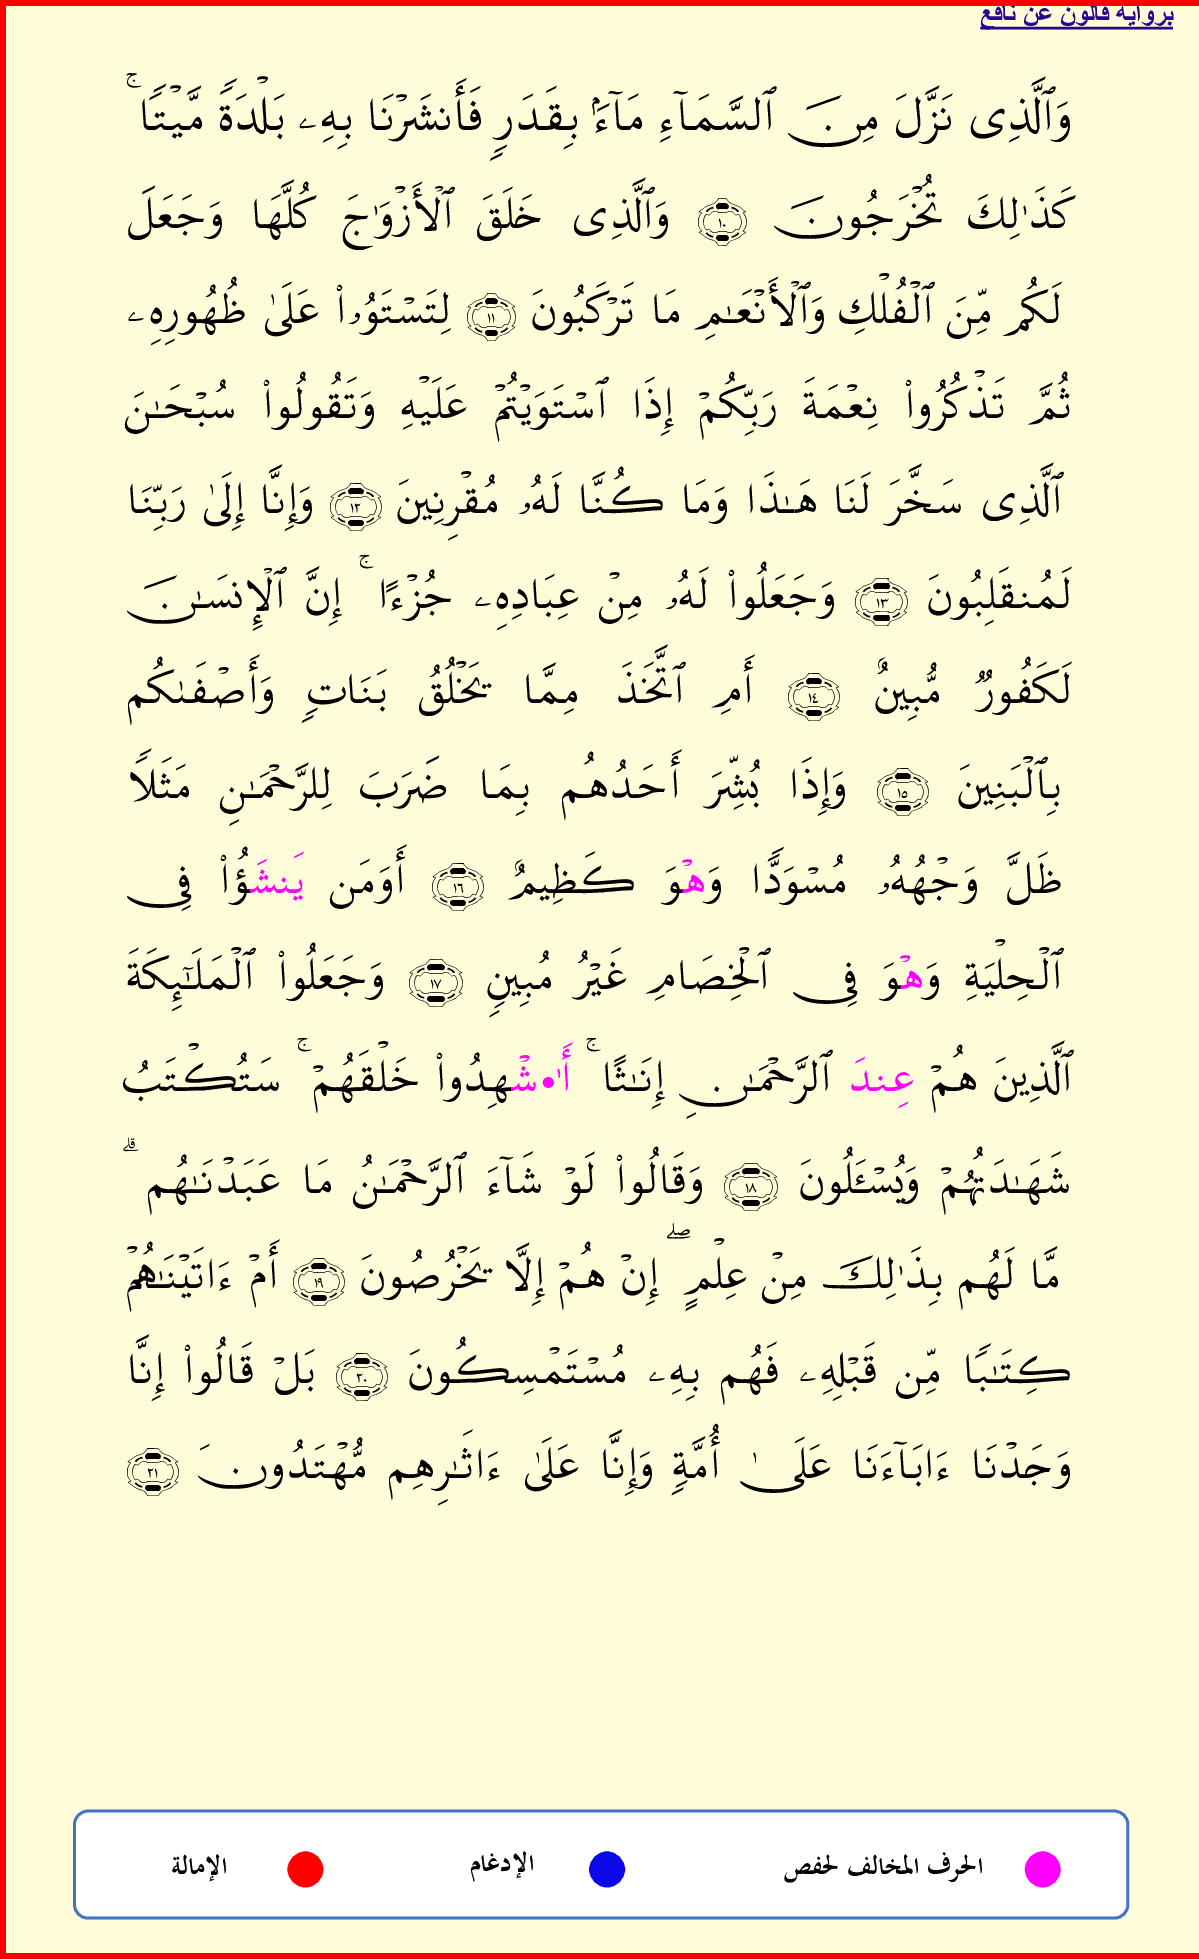 برواية قالون عن نافع
وَٱلَّذِى نَزَّلَ مِنَ ٱلسَّمَآءِ مَآءَۢ بِقَدَرٍ فَأَنشَرْنَا بِهِۦ بَلْدَةً مَّيْتًا ۚ
كَذَٰلِكَ تُخْرَجُونَ ١٠ وَٱلَّذِى خَلَقَ ٱلْأَزْوَٰجَ كُلَّهَا وَجَعَلَ
لَكُم مِّنَ ٱلْفُلْكِ وَٱلْأَنْعَـٰمِ مَا تَرْكَبُونَ ١١ لِتَسْتَوُۥا۟ عَلَىٰ ظُهُورِهِۦ
ثُمَّ تَذْكُرُوا۟ نِعْمَةَ رَبِّكُمْ إِذَا ٱسْتَوَيْتُمْ عَلَيْهِ وَتَقُولُوا۟ سُبْحَـٰنَ
ٱلَّذِى سَخَّرَ لَنَا هَـٰذَا وَمَا كُنَّا لَهُۥ مُقْرِنِينَ ١٢ وَإِنَّا إِلَىٰ رَبِّنَا
لَمُنقَلِبُونَ ١٣ وَجَعَلُوا۟ لَهُۥ مِنْ عِبَادِهِۦ جُزْءًا ۚ إِنَّ ٱلْإِنسَـٰنَ
لَكَفُورٌ مُّبِينٌ ١٤ أَمِ ٱتَّخَذَ مِمَّا يَخْلُقُ بَنَاتٍ وَأَصْفَىٰكُم
بِٱلْبَنِينَ ١٥ وَإِذَا بُشِّرَ أَحَدُهُم بِمَا ضَرَبَ لِلرَّحْمَـٰنِ مَثَلًا
ظَلَّ وَجْهُهُۥ مُسْوَدًّا وَهْوَ كَظِيمٌ ١٦ أَوَمَن يَنشَؤُا۟ فِى
ٱلْحِلْيَةِ وَهْوَ فِى ٱلْخِصَامِ غَيْرُ مُبِينٍ ١٧ وَجَعَلُوا۟ ٱلْمَلَـٰٓئِكَةَ
ٱلَّذِينَ هُمْ عِندَ ٱلرَّحْمَـٰنِ إِنَـٰثًا ۚ أَ•ٰشْهِدُوا۟ خَلْقَهُمْ ۚ سَتُكْتَبُ
شَهَـٰدَتُهُمْ وَيُسْـَٔلُونَ ١٨ وَقَالُوا۟ لَوْ شَآءَ ٱلرَّحْمَـٰنُ مَا عَبَدْنَـٰهُم ۗ
مَّا لَهُم بِذَٰلِكَ مِنْ عِلْمٍ ۖ إِنْ هُمْ إِلَّا يَخْرُصُونَ ١٩ أَمْ ءَاتَيْنَـٰهُمْ
كِتَـٰبًا مِّن قَبْلِهِۦ فَهُم بِهِۦ مُسْتَمْسِكُونَ ٢٠ بَلْ قَالُوا۟ إِنَّا
وَجَدْنَا ءَابَآءَنَا عَلَىٰ أُمَّةٍ وَإِنَّا عَلَىٰ ءَاثَـٰرِهِم مُّهْتَدُونَ ٢١
الحرف المخالف لحفص الإدغام الإمالة